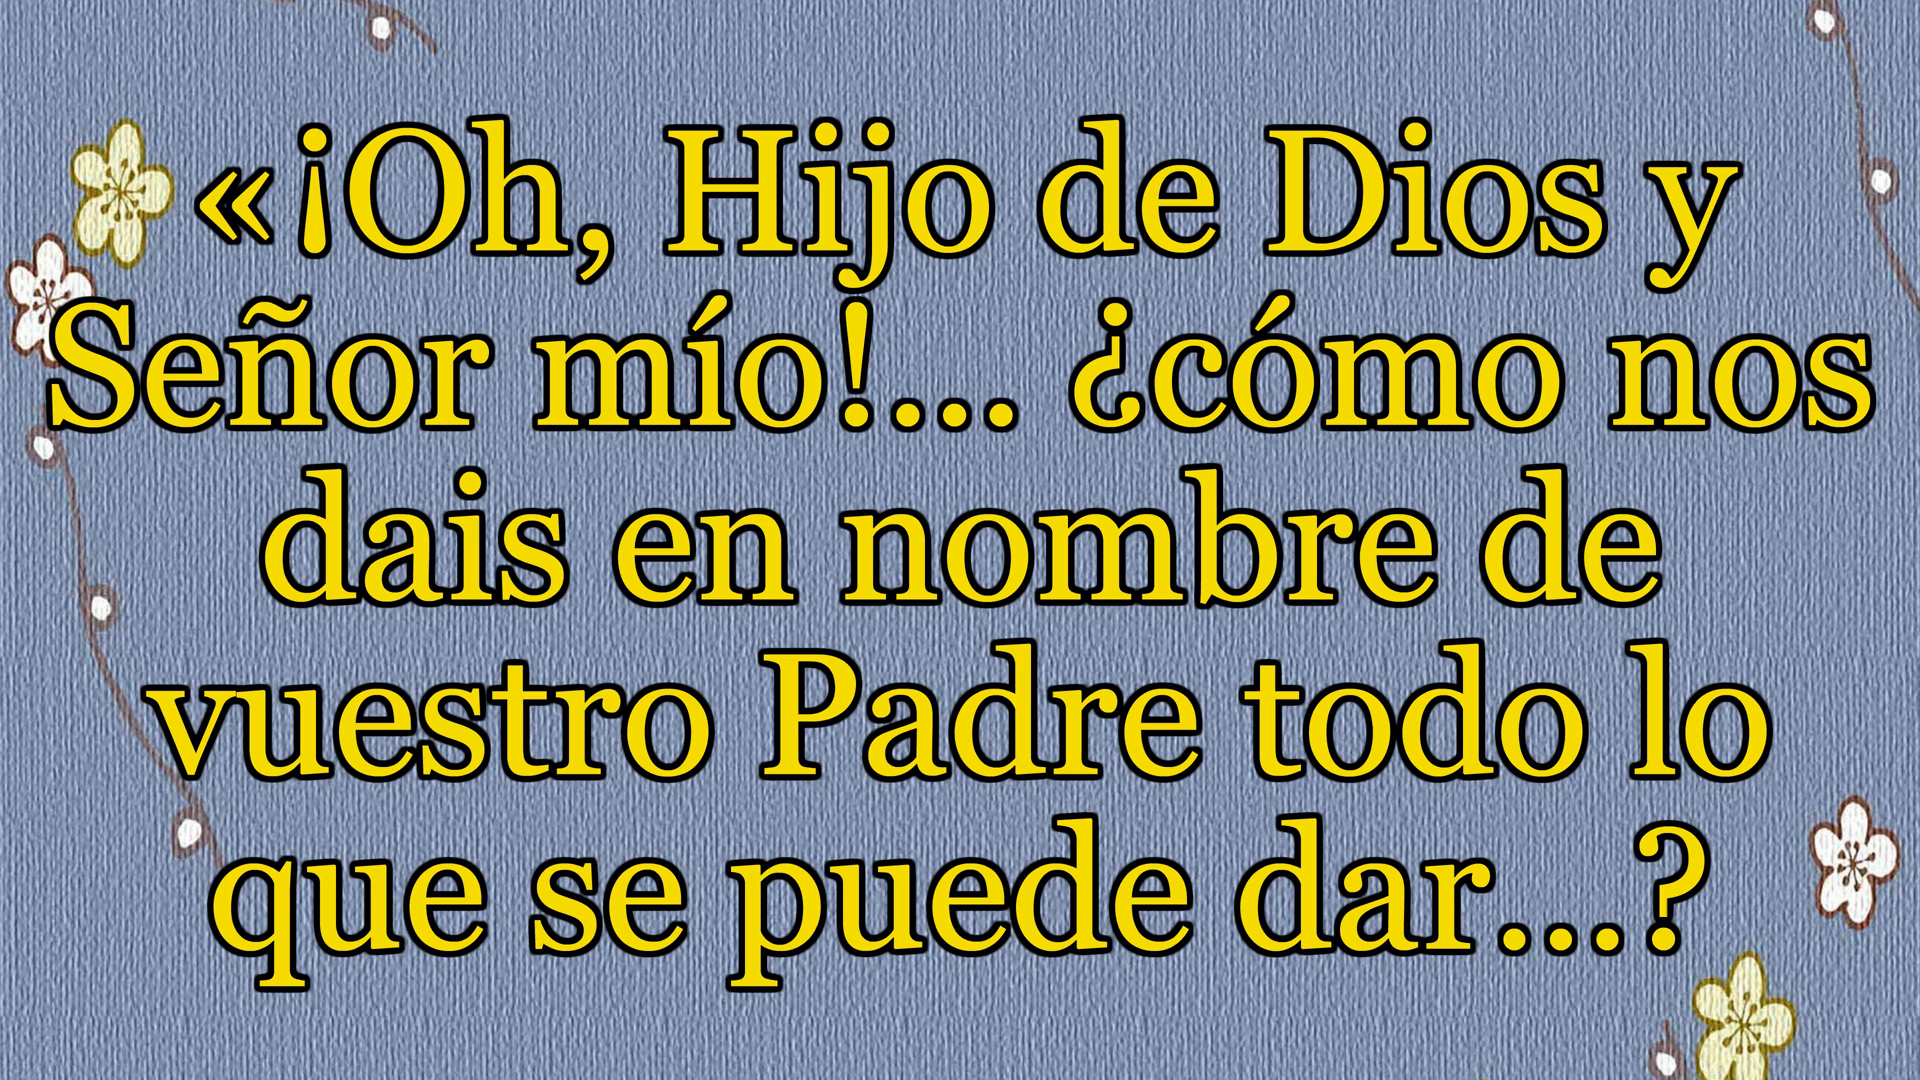 «¡Oh, Hijo de Dios y
Señor mío!... ¿cómo nos
dais en nombre de
vuestro Padre todo lo
que se puede dar...?